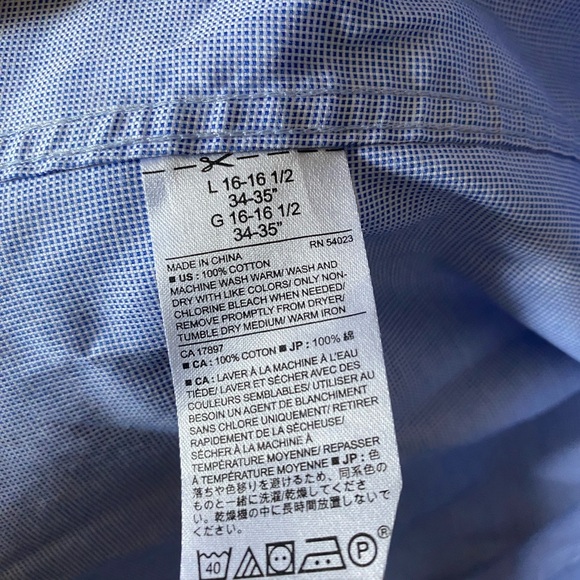 L 16-16 1/2
34-35"
G 16-16 1/2
34-35"
RN 54023
MADE IN CHINA
■ US : 100% COTTON
MACHINE WASH WARM/ WASH AND
DRY WITH LIKE COLORS/ ONLY NON-
CHLORINE BLEACH WHEN NEEDED/
REMOVE PROMPTLY FROM DRYER/
TUMBLE DRY MEDIUM/ WARM IRON
CA 17897
■ CA : 100% COTON ■ JP : 100% 綿
■ CA : LAVER À LA MACHINE À L'EAU
TIÈDE/ LAVER ET SÉCHER AVEC DES
COULEURS SEMBLABLES/ UTILISER AU
BESOIN UN AGENT DE BLANCHIMENT
SANS CHLORE UNIQUEMENT/ RETIRER
RAPIDEMENT DE LA SÉCHEUSE/
SÉCHER À LA MACHINE À
TEMPÉRATURE MOYENNE/ REPASSER
À TEMPÉRATURE MOYENNE ■ JP : 色
落ちや色移りを避けるため、同系色の
ものと一緒に洗濯/乾燥してくださ
い。乾燥機の中に長時間放置しないで
ください。
40 P ®